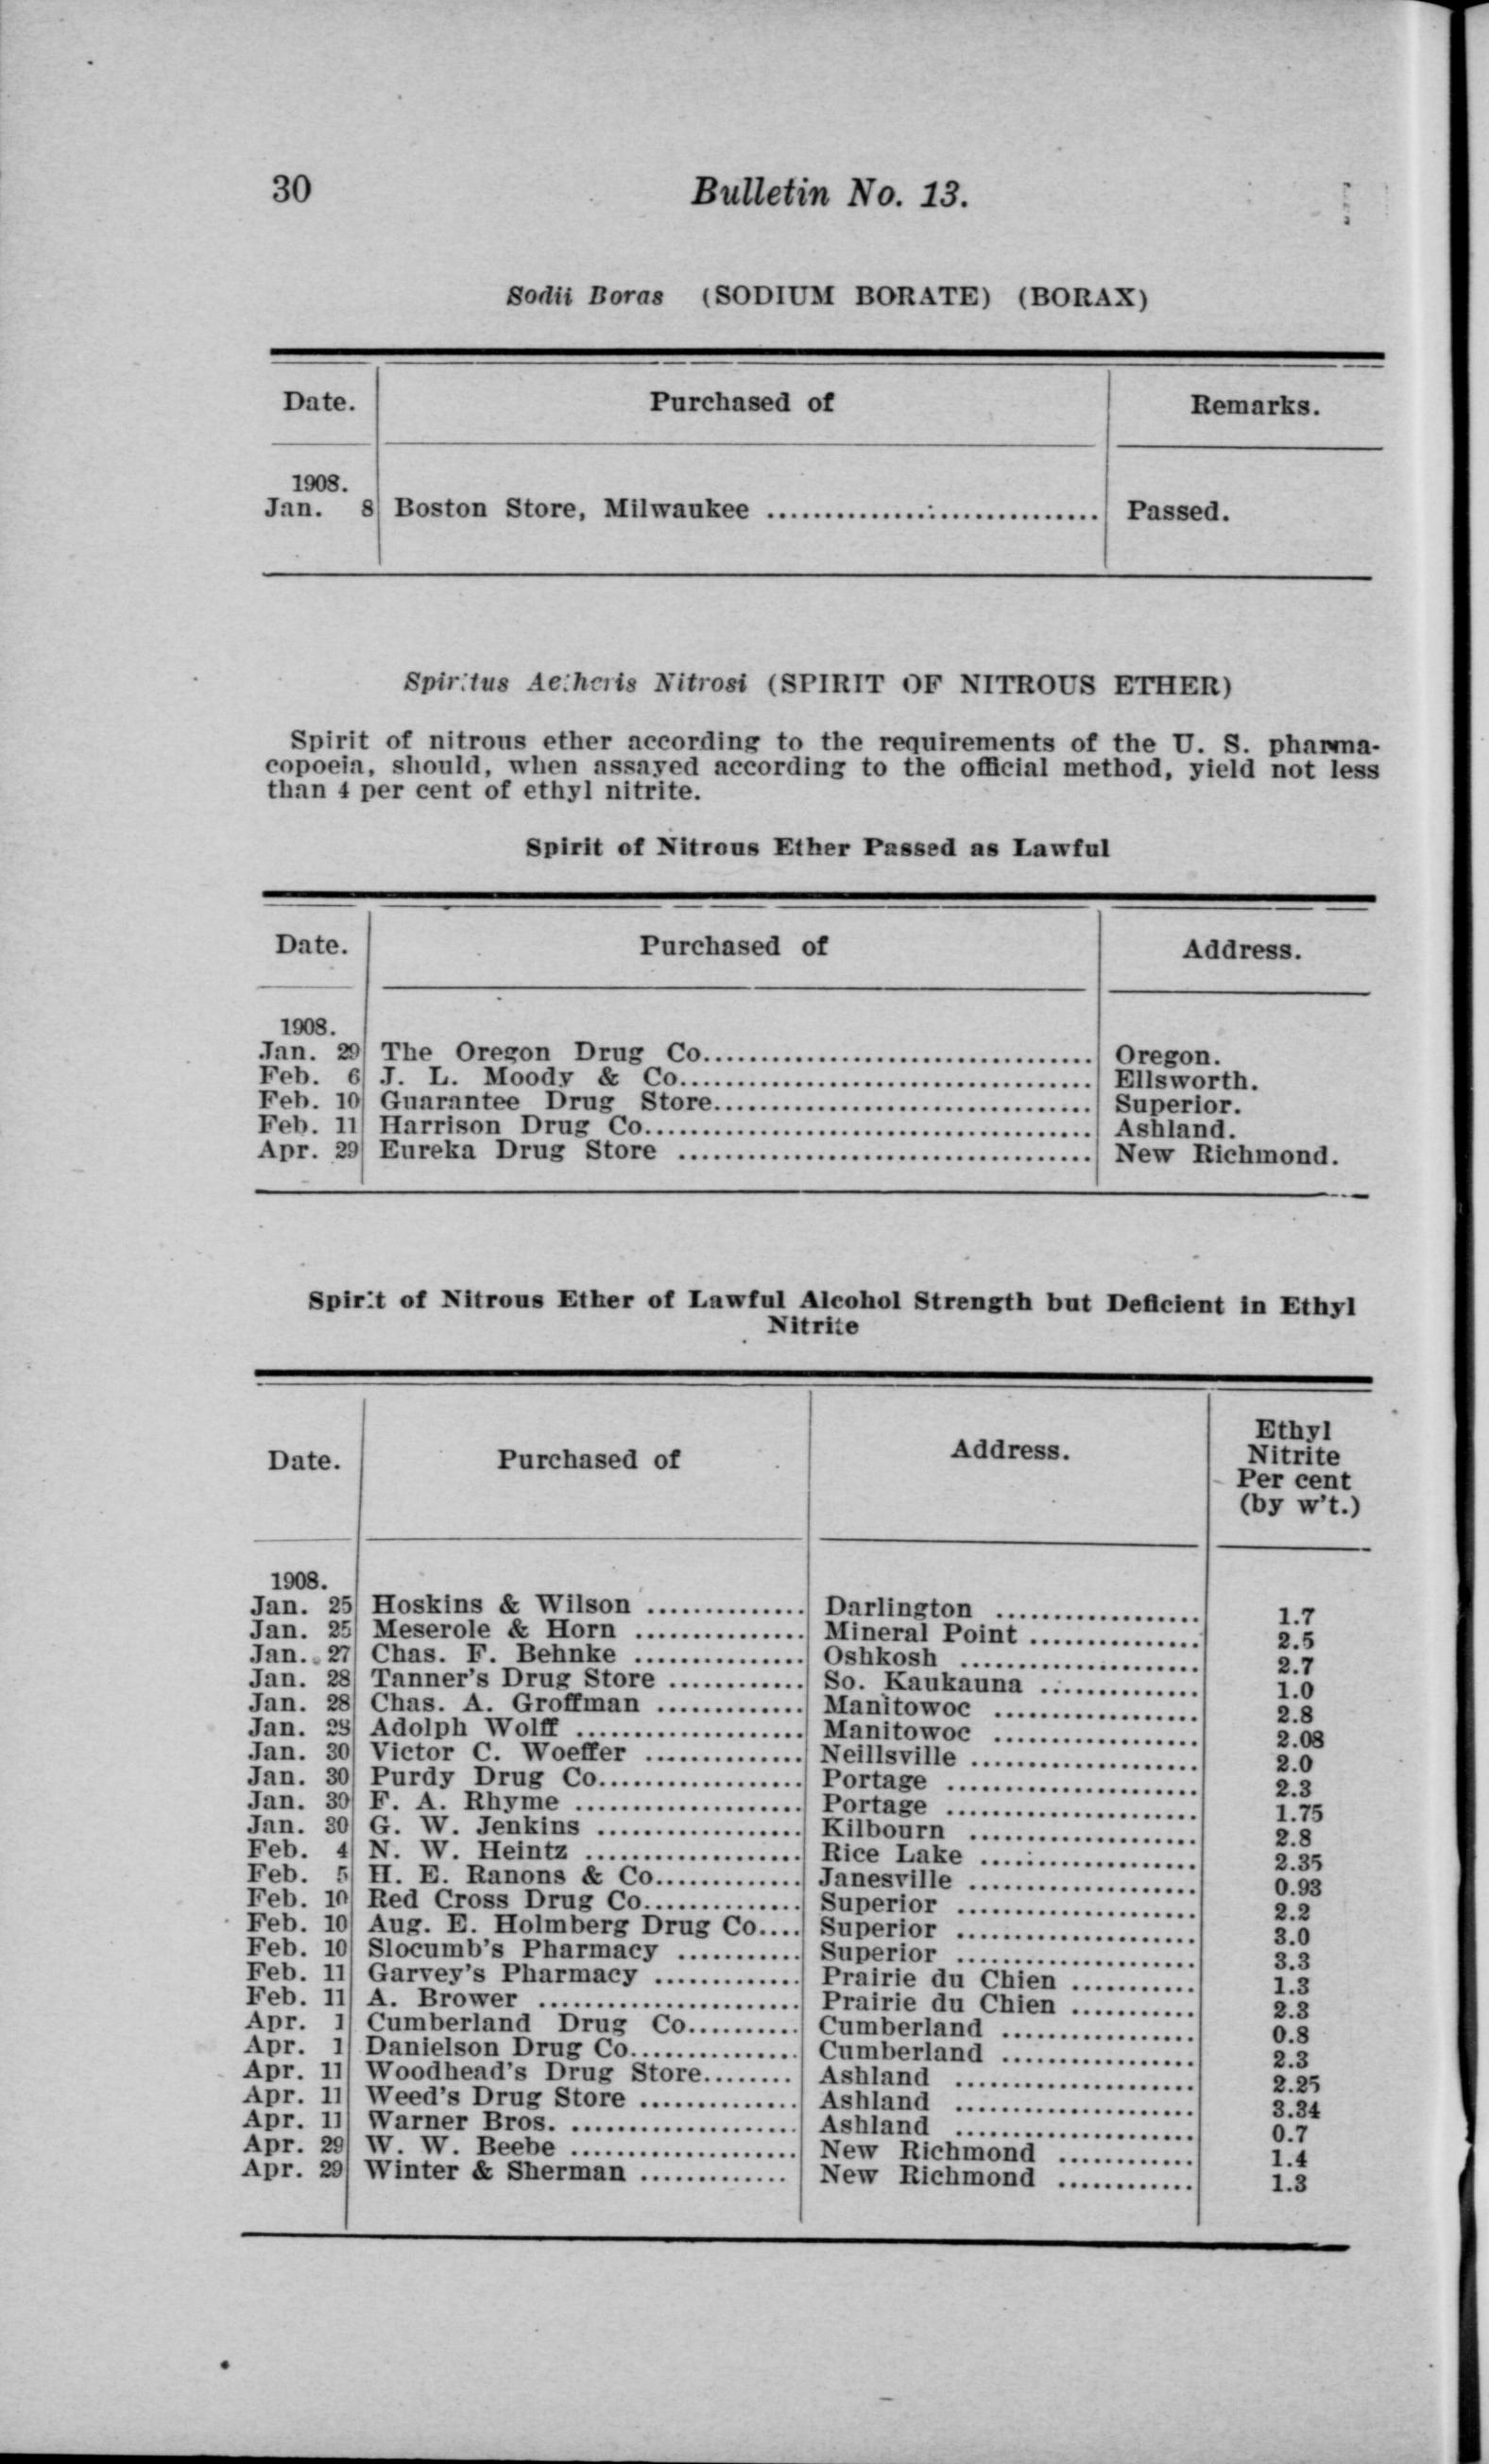 30 Bulletin No. 13.
Sodii Boras (SODIUM BORATE) (BORAX)
Date. Purchased of Remarks.
1908.
Jan. 8 Boston Store, Milwaukee Passed.
Spiritus Aetheris Nitrosi (SPIRIT OF NITROUS ETHER)
Spirit of nitrous ether according to the requirements of the U. S. pharma-
copoeia, should, when assayed according to the official method, yield not less
than 4 per cent of ethyl nitrite.
Spirit of Nitrous Ether Passed as Lawful
Date. Purchased of Address.
1908.
Jan. 29 The Oregon Drug Co. Oregon.
Feb. 6 J. L. Moody & Co. Ellsworth.
Feb. 10 Guarantee Drug Store Superior.
Feb. 11 Harrison Drug Co. Ashland.
Apr. 29 Eureka Drug Store New Richmond.
Spirit of Nitrous Ether of Lawful Alcohol Strength but Deficient in Ethyl
Nitrite
Date. Purchased of Address. Ethyl
Nitrite
Per cent
(by w't.)
1908.
Jan. 25 Hoskins & Wilson Darlington 1.7
Jan. 25 Meserole & Horn Mineral Point 2.5
Jan. 27 Chas. F. Behnke Oshkosh 2.7
Jan. 28 Tanner's Drug Store So. Kaukauna 1.0
Jan. 28 Chas. A. Groffman Manitowoc 2.8
Jan. 28 Adolph Wolff Manitowoc 2.08
Jan. 30 Victor C. Woeffer Neillsville 2.0
Jan. 30 Purdy Drug Co. Portage 2.3
Jan. 30 F. A. Rhyme Portage 1.75
Jan. 30 G. W. Jenkins Kilbourn 2.8
Feb. 4 N. W. Heintz Rice Lake 2.35
Feb. 5 H. E. Ranons & Co. Janesville 0.93
Feb. 10 Red Cross Drug Co. Superior 2.2
Feb. 10 Aug. E. Holmberg Drug Co. Superior 3.0
Feb. 10 Slocumb's Pharmacy Superior 3.3
Feb. 11 Garvey's Pharmacy Prairie du Chien 1.3
Feb. 11 A. Brower Prairie du Chien 2.3
Apr. 1 Cumberland Drug Co. Cumberland 0.8
Apr. 1 Danielson Drug Co. Cumberland 2.3
Apr. 11 Woodhead's Drug Store Ashland 2.25
Apr. 11 Weed's Drug Store Ashland 3.34
Apr. 11 Warner Bros. Ashland 0.7
Apr. 29 W. W. Beebe New Richmond 1.4
Apr. 29 Winter & Sherman New Richmond 1.3